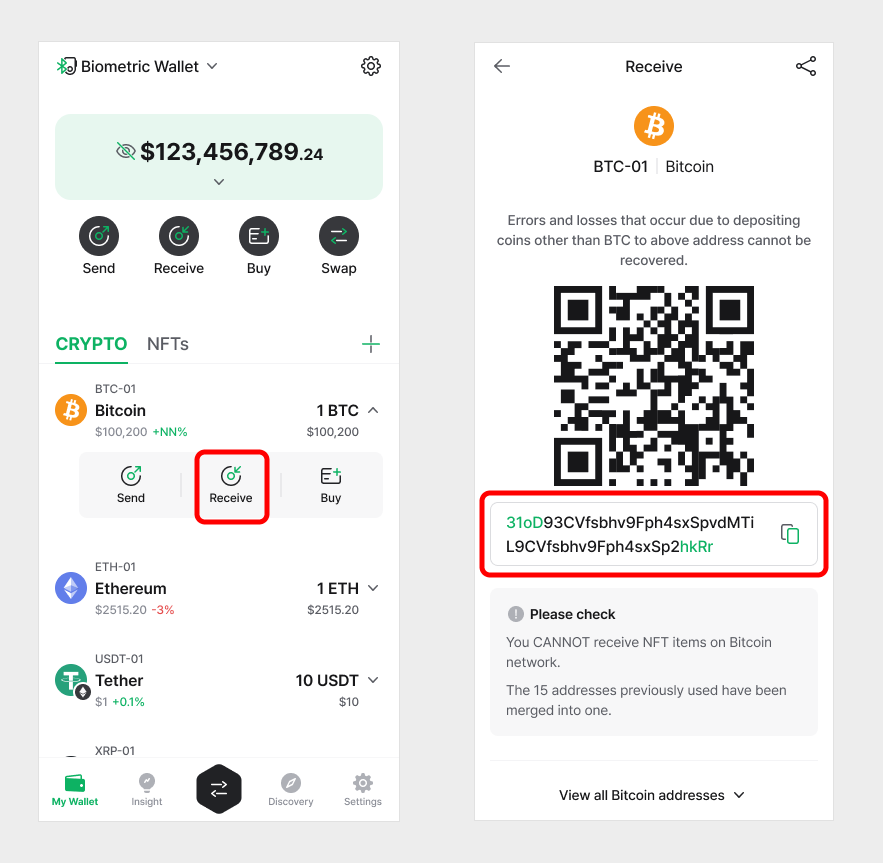 Biometric Wallet
$123,456,789.24
Send
Receive
Buy
Swap
CRYPTO
NFTs
BTC-01
Bitcoin
1 BTC
$100,200 +NN%
$100,200
Send
Receive
Buy
ETH-01
Ethereum
1 ETH
$2515.20 -3%
$2515.20
USDT-01
Tether
10 USDT
$1 +0.1%
$10
XRP-01
My Wallet
Insight
Discovery
Settings
Receive
BTC-01 | Bitcoin
Errors and losses that occur due to depositing
coins other than BTC to above address cannot be
recovered.
31oD93CVfsbhv9Fph4sxSpvdMTi
L9CVfsbhv9Fph4sxSp2hkRr
Please check
You CANNOT receive NFT items on Bitcoin
network.
The 15 addresses previously used have been
merged into one.
View all Bitcoin addresses